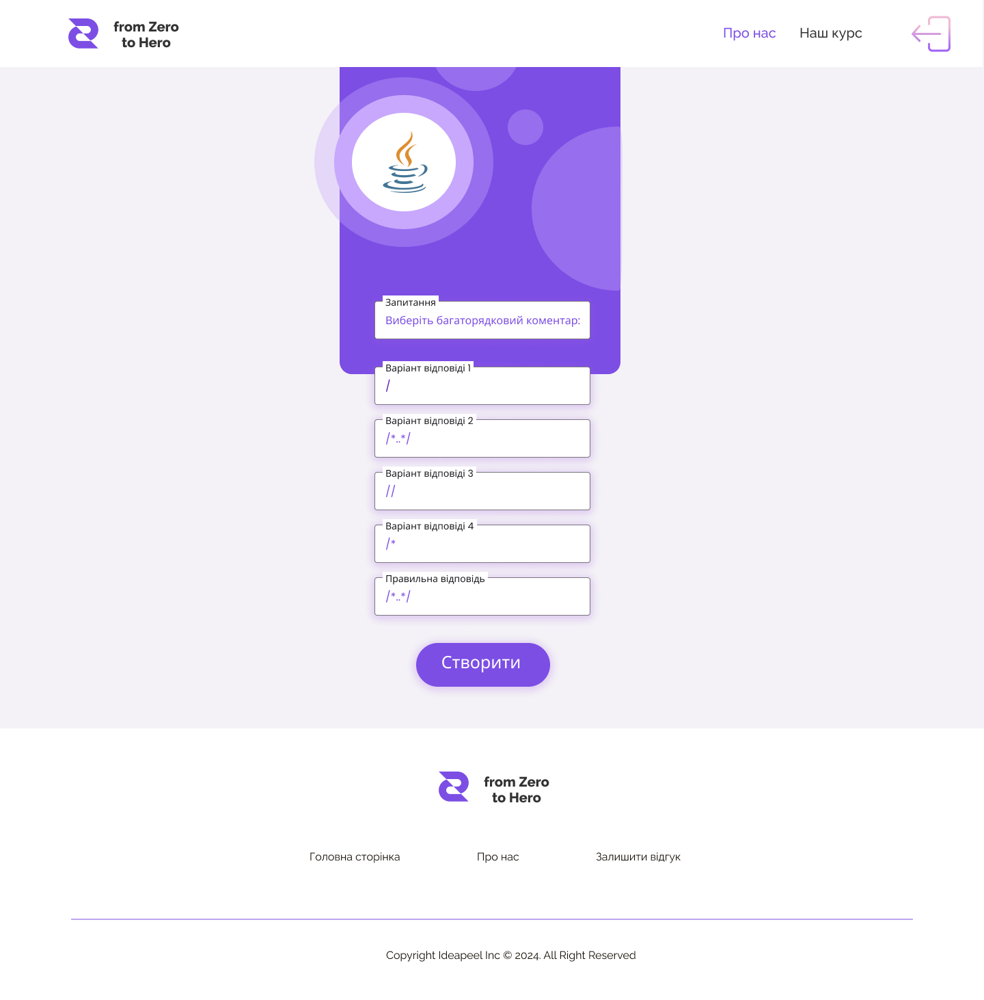 from Zero
to Hero
Про нас
Наш курс
Запитання
Виберіть багаторядковий коментар:
Варіант відповіді 1
/
Варіант відповіді 2
/*..*/
Варіант відповіді 3
//
Варіант відповіді 4
/*
Правильна відповідь
/*..*/
Створити
from Zero
to Hero
Головна сторінка
Про нас
Залишити відгук
Copyright Ideapeel Inc © 2024. All Right Reserved